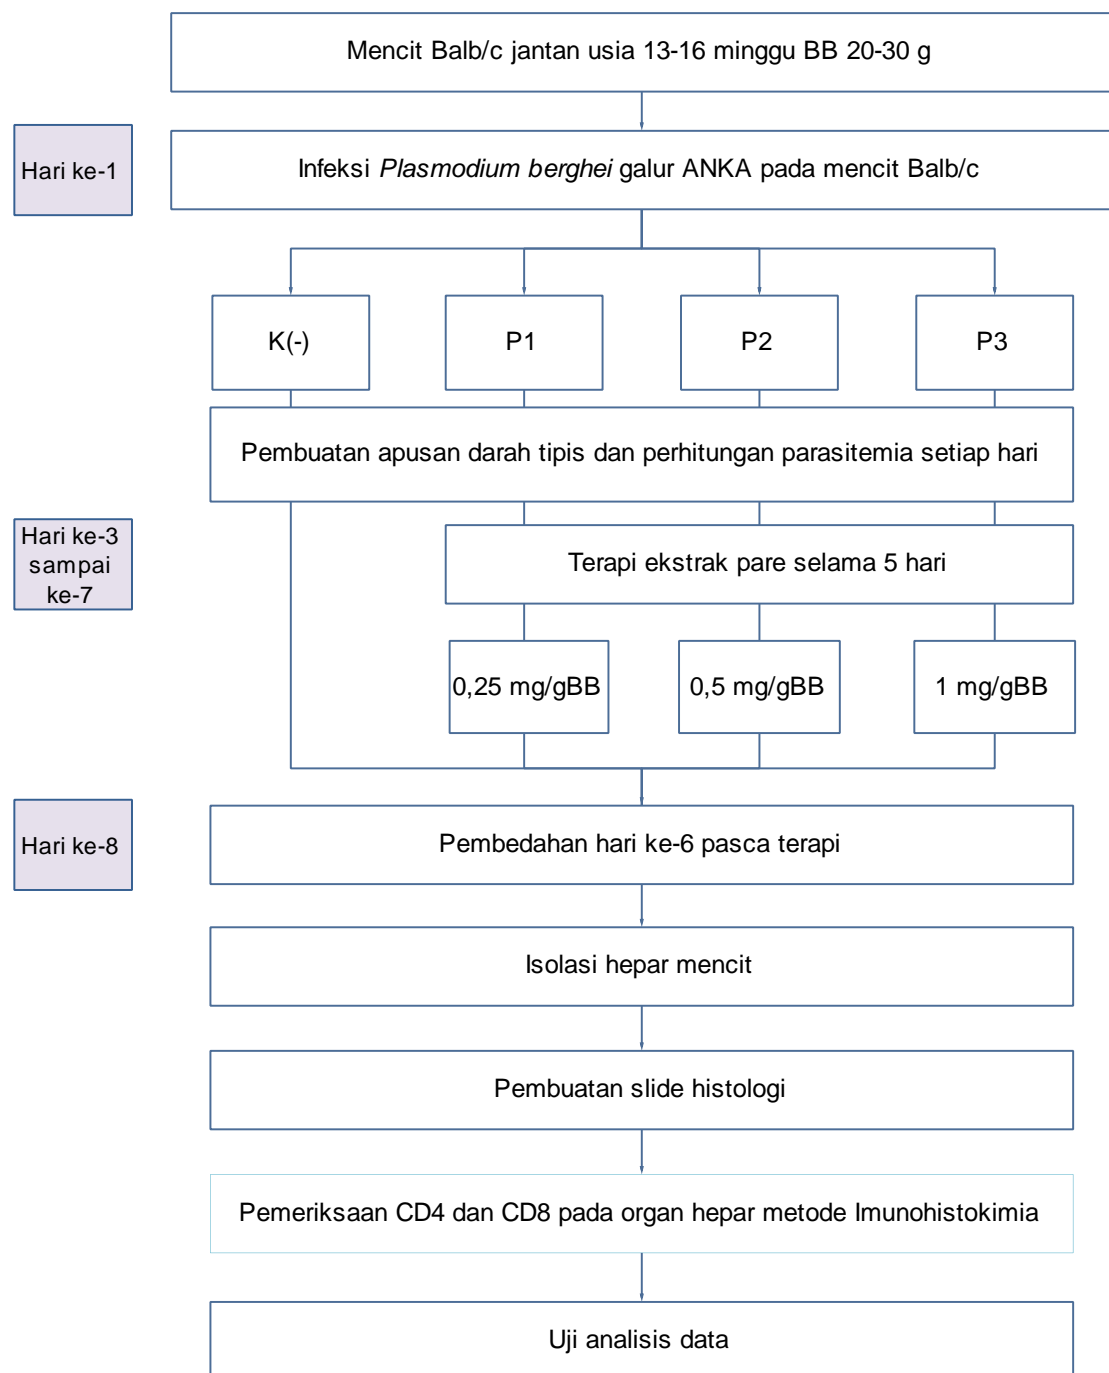 Mencit Balb/c jantan usia 13-16 minggu BB 20-30 g
Hari ke-1
Infeksi Plasmodium berghei galur ANKA pada mencit Balb/c
K(-)
P1
P2
P3
Pembuatan apusan darah tipis dan perhitungan parasitemia setiap hari
Hari ke-3
sampai
ke-7
Terapi ekstrak pare selama 5 hari
0,25 mg/gBB
0,5 mg/gBB
1 mg/gBB
Hari ke-8
Pembedahan hari ke-6 pasca terapi
Isolasi hepar mencit
Pembuatan slide histologi
Pemeriksaan CD4 dan CD8 pada organ hepar metode Imunohistokimia
Uji analisis data